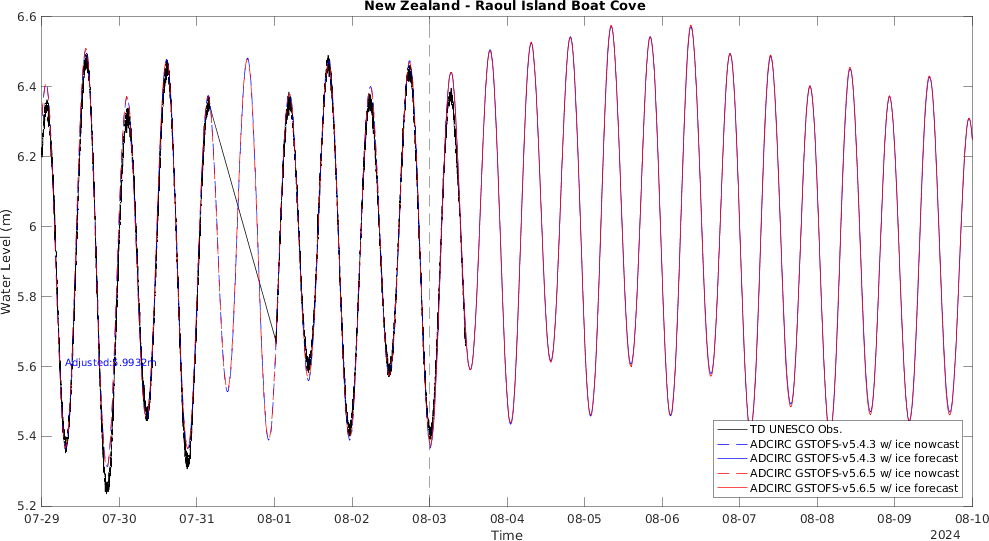 New Zealand - Raoul Island Boat Cove
6.6
6.4
6.2
6
5.8
5.6
5.4
5.2
Water Level (m)
Adjusted:5.9932m
TD UNESCO Obs.
ADCIRC GSTOFS-v5.4.3 w/ ice nowcast
ADCIRC GSTOFS-v5.4.3 w/ ice forecast
ADCIRC GSTOFS-v5.6.5 w/ ice nowcast
ADCIRC GSTOFS-v5.6.5 w/ ice forecast
07-29 07-30 07-31 08-01 08-02 08-03 08-04 08-05 08-06 08-07 08-08 08-09 08-10
Time
2024